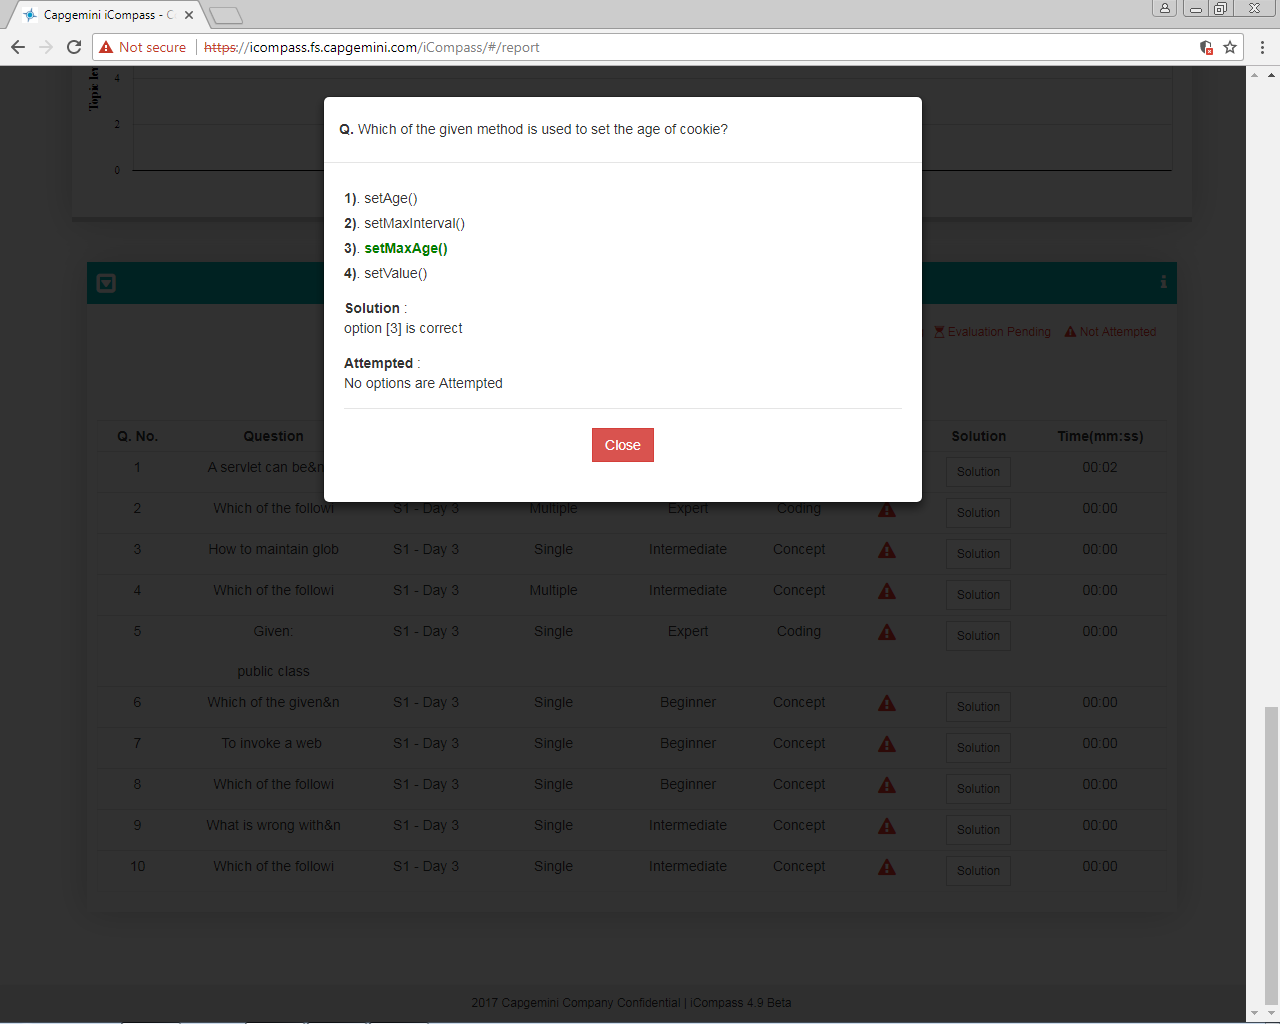 Capgemini iCompass - C
Not secure
https://icompass.fs.capgemini.com/iCompass/#/report
Topic lev
4
2
0
Q. Which of the given method is used to set the age of cookie?
1). setAge()
2). setMaxInterval()
3). setMaxAge()
4). setValue()
Solution :
option [3] is correct
Attempted :
No options are Attempted
Close
Evaluation Pending Not Attempted
Q. No. Question Solution Time(mm:ss)
1 A servlet can be&n Solution 00:02
2 Which of the followi S1 - Day 3 Multiple Expert Coding Solution 00:00
3 How to maintain glob S1 - Day 3 Single Intermediate Concept Solution 00:00
4 Which of the followi S1 - Day 3 Multiple Intermediate Concept Solution 00:00
5 Given: S1 - Day 3 Single Expert Coding Solution 00:00
public class
6 Which of the given&n S1 - Day 3 Single Beginner Concept Solution 00:00
7 To invoke a web S1 - Day 3 Single Beginner Concept Solution 00:00
8 Which of the followi S1 - Day 3 Single Beginner Concept Solution 00:00
9 What is wrong with&n S1 - Day 3 Single Intermediate Concept Solution 00:00
10 Which of the followi S1 - Day 3 Single Intermediate Concept Solution 00:00
2017 Capgemini Company Confidential | iCompass 4.9 Beta